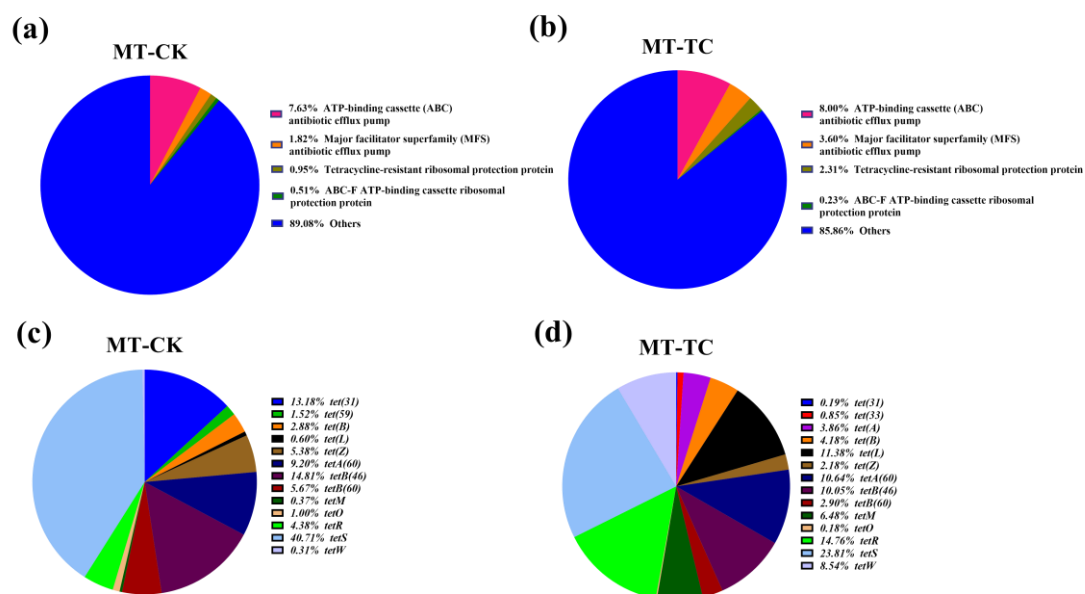 (a)
MT-CK
7.63% ATP-binding cassette (ABC)
antibiotic efflux pump
1.82% Major facilitator superfamily (MFS)
antibiotic efflux pump
0.95% Tetracycline-resistant ribosomal protection protein
0.51% ABC-F ATP-binding cassette ribosomal
protection protein
89.08% Others
(b)
MT-TC
8.00% ATP-binding cassette (ABC)
antibiotic efflux pump
3.60% Major facilitator superfamily (MFS)
antibiotic efflux pump
2.31% Tetracycline-resistant ribosomal protection protein
0.23% ABC-F ATP-binding cassette ribosomal
protection protein
85.86% Others
(c)
MT-CK
13.18% tet(31)
1.52% tet(59)
2.88% tet(B)
0.60% tet(L)
5.38% tet(Z)
9.20% tetA(60)
14.81% tetB(46)
5.67% tetB(60)
0.37% tetM
1.00% tetO
4.38% tetR
40.71% tetS
0.31% tetW
(d)
MT-TC
0.19% tet(31)
0.85% tet(33)
3.86% tet(A)
4.18% tet(B)
11.38% tet(L)
2.18% tet(Z)
10.64% tetA(60)
10.05% tetB(46)
2.90% tetB(60)
6.48% tetM
0.18% tetO
14.76% tetR
23.81% tetS
8.54% tetW